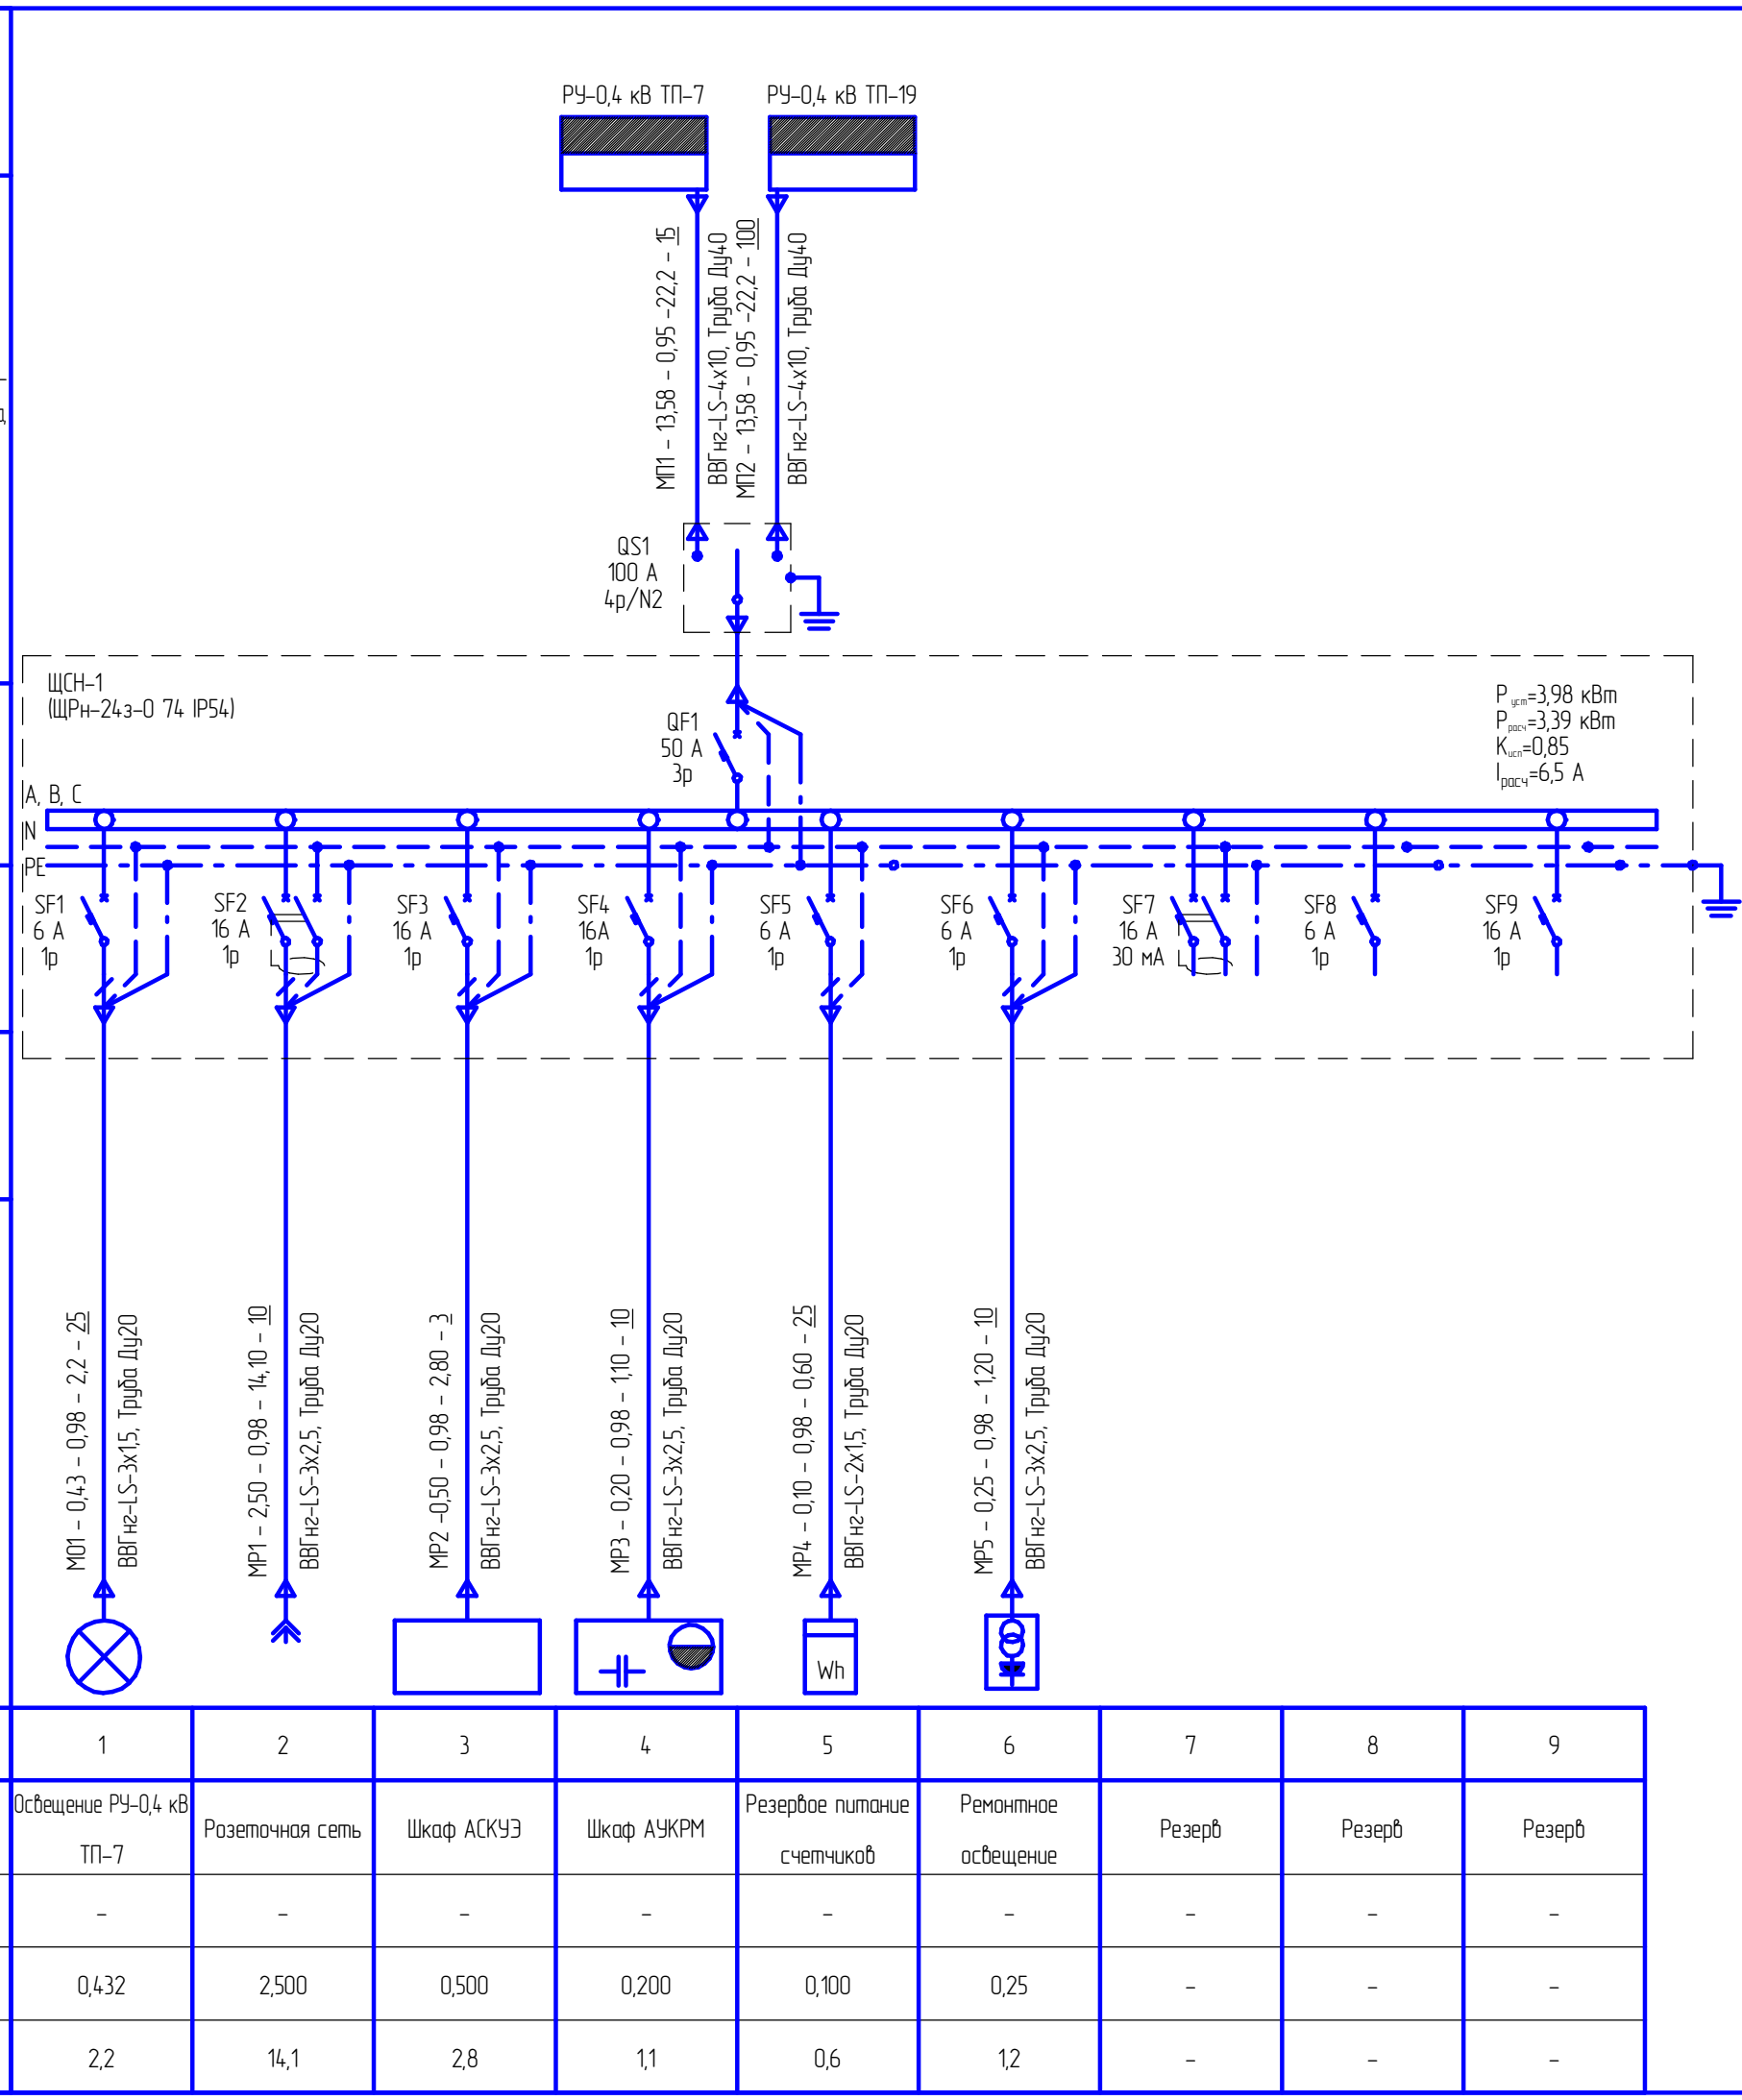 РУ-0,4 кВ ТП-7
РУ-0,4 кВ ТП-19
МП1 - 13,58 - 0,95 -22,2 - 15
ВВГнг-LS-4х10, Труба Ду40
МП2 - 13,58 - 0,95 -22,2 - 100
ВВГнг-LS-4х10, Труба Ду40
QS1
100 А
4р/N2
ЩСН-1
(ЩРн-24з-0 74 IP54)
QF1
50 А
3р
Pуст=3,98 кВт
Pрасч=3,39 кВт
Kисп=0,85
Iрасч=6,5 А
А, В, С
N
PE
SF1
6 А
1р
SF2
16 А
1р
SF3
16 А
1р
SF4
16А
1р
SF5
6 А
1р
SF6
6 А
1р
SF7
16 А
30 мА
SF8
6 А
1р
SF9
16 А
1р
М01 - 0,43 - 0,98 - 2,2 - 25
ВВГнг-LS-3х1,5, Труба Ду20
МР1 - 2,50 - 0,98 - 14,10 - 10
ВВГнг-LS-3х2,5, Труба Ду20
МР2 -0,50 - 0,98 - 2,80 - 3
ВВГнг-LS-3х2,5, Труба Ду20
МР3 - 0,20 - 0,98 - 1,10 - 10
ВВГнг-LS-3х2,5, Труба Ду20
МР4 - 0,10 - 0,98 - 0,60 - 25
ВВГнг-LS-2х1,5, Труба Ду20
МР5 - 0,25 - 0,98 - 1,20 - 10
ВВГнг-LS-3х2,5, Труба Ду20
Wh
1 2 3 4 5 6 7 8 9
Освещение РУ-0,4 кВ
ТП-7
Розеточная сеть
Шкаф АСКУЭ
Шкаф АУКРМ
Резервое питание
счетчиков
Ремонтное
освещение
Резерв
Резерв
Резерв
- - - - - - - - -
0,432 2,500 0,500 0,200 0,100 0,25 - - -
2,2 14,1 2,8 1,1 0,6 1,2 - - -